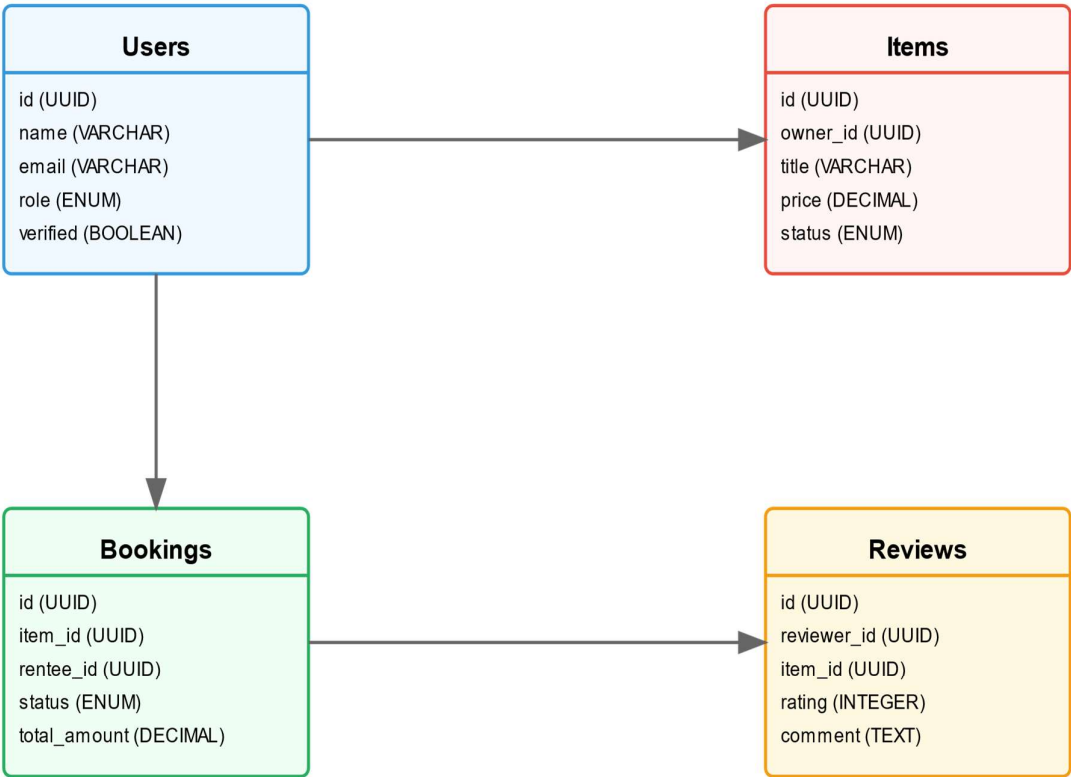 Users
id (UUID)
name (VARCHAR)
email (VARCHAR)
role (ENUM)
verified (BOOLEAN)
Items
id (UUID)
owner_id (UUID)
title (VARCHAR)
price (DECIMAL)
status (ENUM)
Bookings
id (UUID)
item_id (UUID)
rentee_id (UUID)
status (ENUM)
total_amount (DECIMAL)
Reviews
id (UUID)
reviewer_id (UUID)
item_id (UUID)
rating (INTEGER)
comment (TEXT)